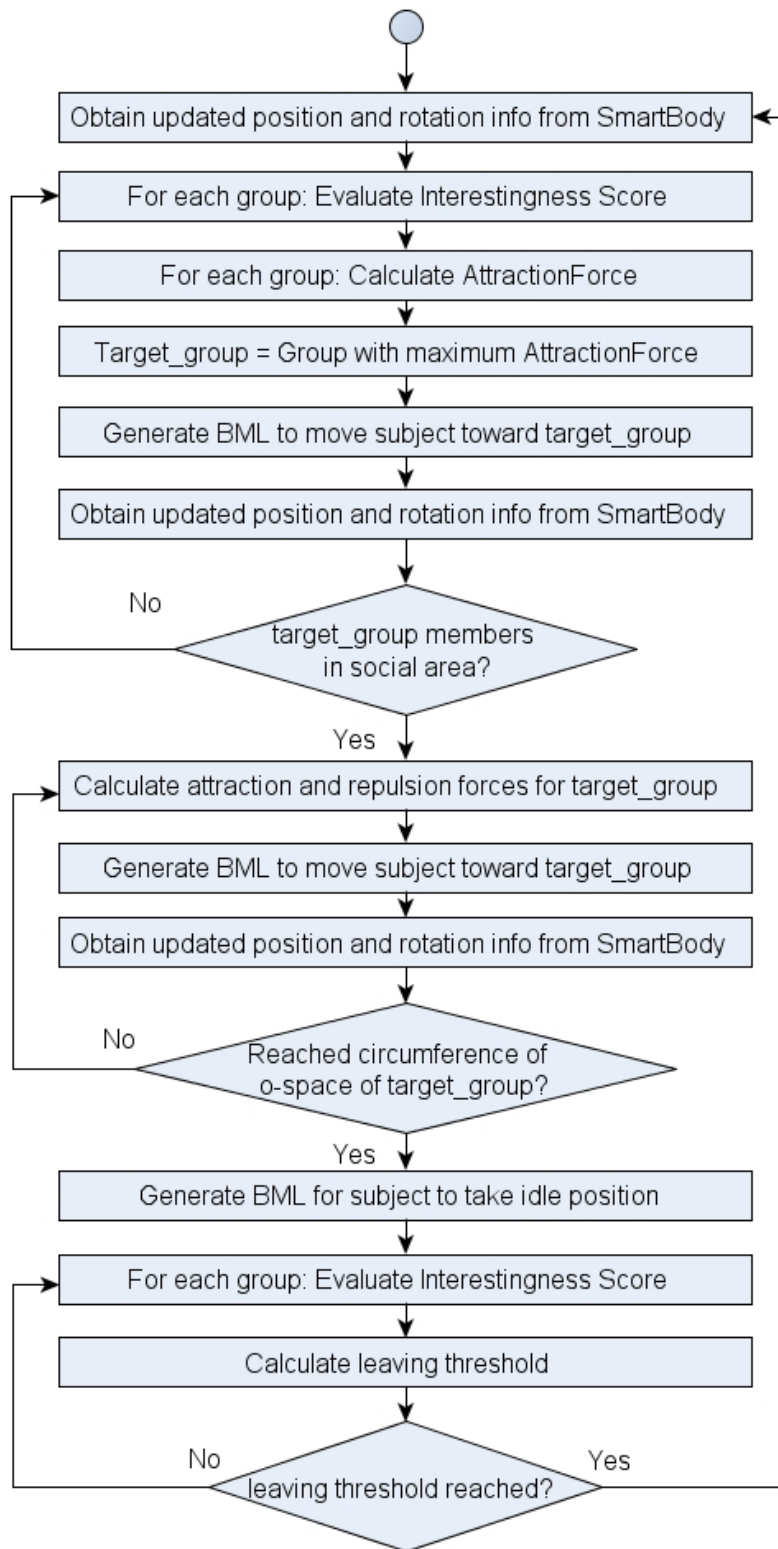 Obtain updated position and rotation info from SmartBody
For each group: Evaluate Interestingness Score
For each group: Calculate AttractionForce
Target_group = Group with maximum AttractionForce
Generate BML to move subject toward target_group
Obtain updated position and rotation info from SmartBody
No
target_group members
in social area?
Yes
Calculate attraction and repulsion forces for target_group
Generate BML to move subject toward target_group
Obtain updated position and rotation info from SmartBody
No
Reached circumference of
o-space of target_group?
Yes
Generate BML for subject to take idle position
For each group: Evaluate Interestingness Score
Calculate leaving threshold
No
Yes
leaving threshold reached?